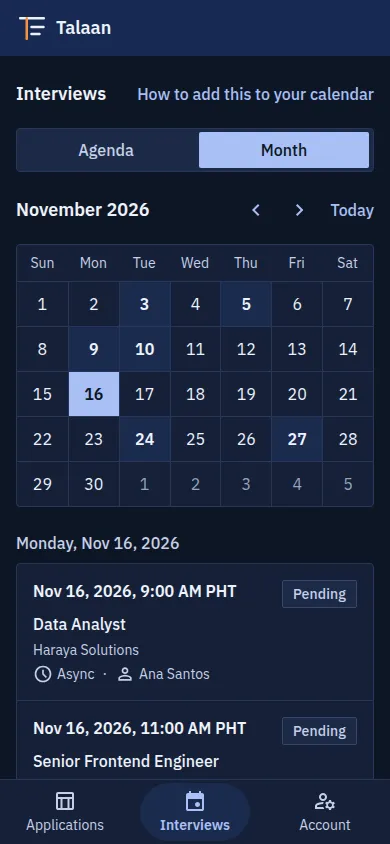 Talaan
Interviews How to add this to your calendar
Agenda Month
November 2026 Today
Sun Mon Tue Wed Thu Fri Sat
1 2 3 4 5 6 7
8 9 10 11 12 13 14
15 16 17 18 19 20 21
22 23 24 25 26 27 28
29 30 1 2 3 4 5
Monday, Nov 16, 2026
Nov 16, 2026, 9:00 AM PHT Pending
Data Analyst
Haraya Solutions
Async · Ana Santos
Nov 16, 2026, 11:00 AM PHT Pending
Senior Frontend Engineer
Applications Interviews Account